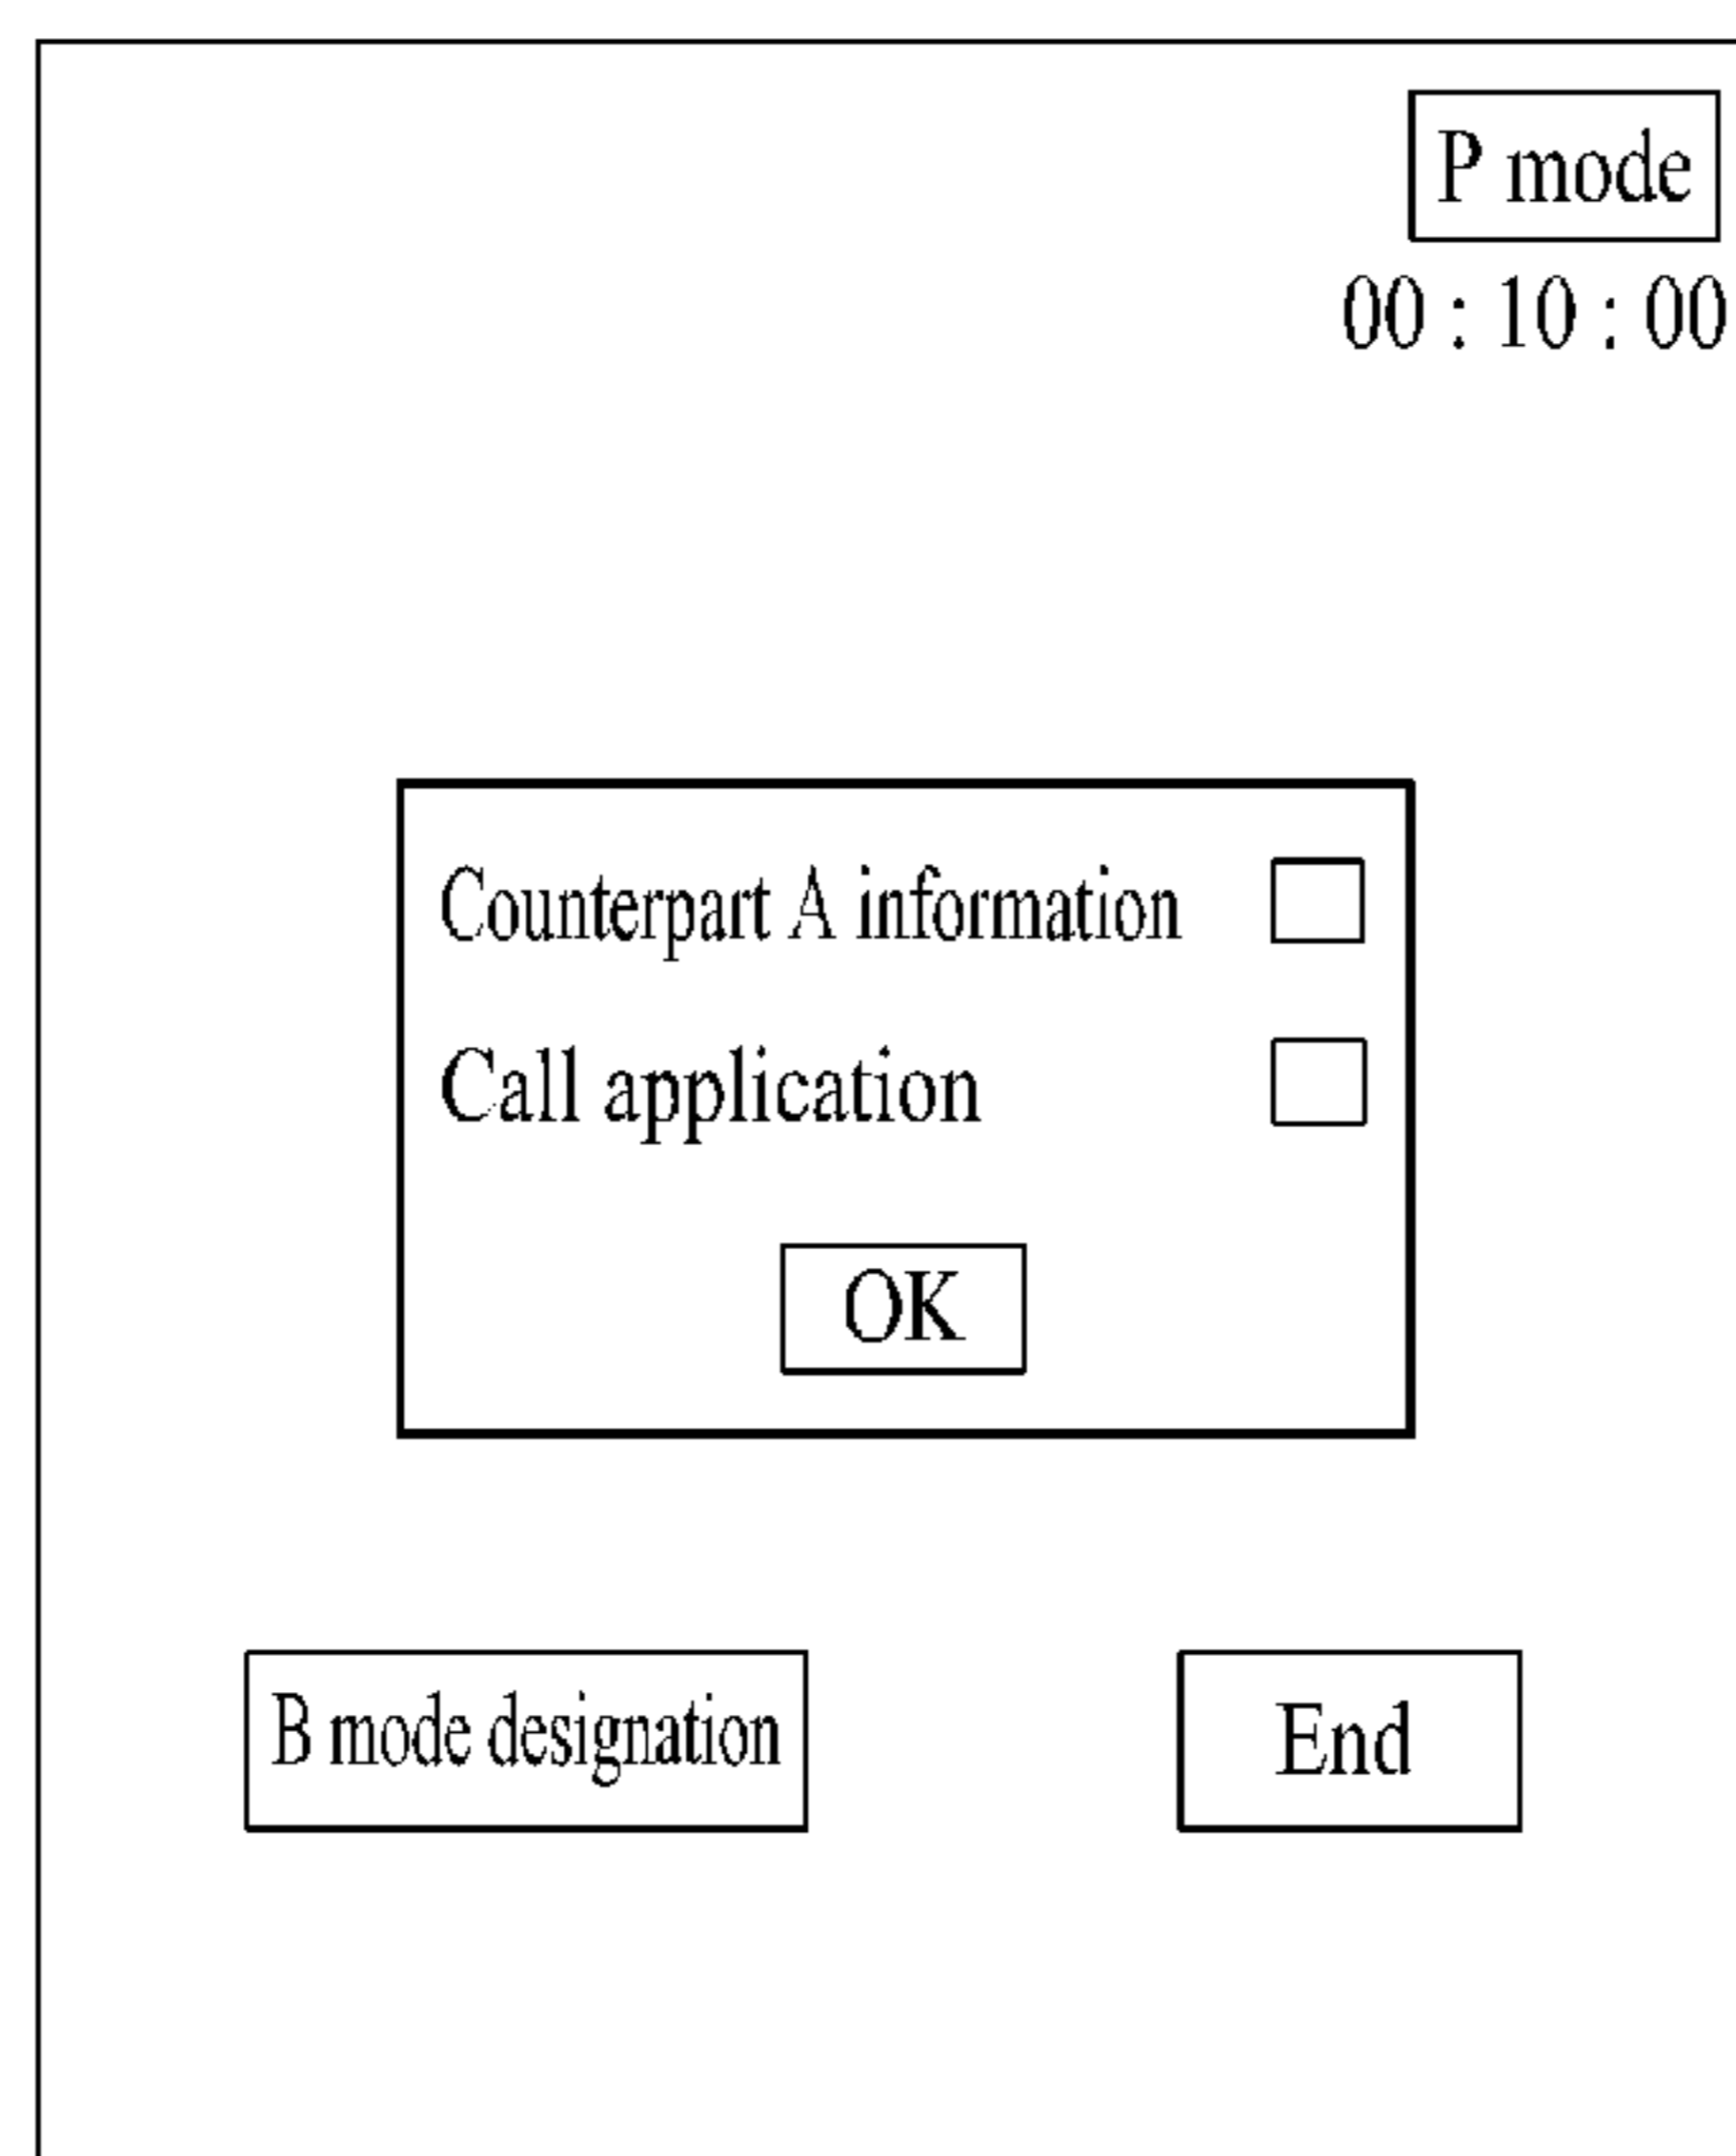 P mode
00 : 10 : 00
Counterpart A information
Call application
OK
B mode designation
End